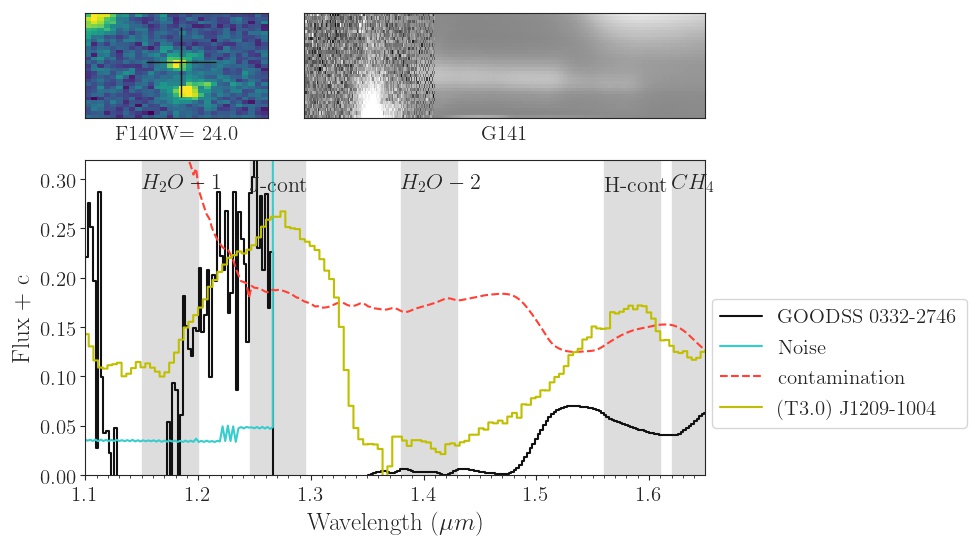 F140W= 24.0
G141
H₂O − 1
-cont
H₂O − 2
H-cont
CH₄
0.30
0.25
0.20
0.15
0.10
0.05
0.00
Flux + c
1.1
1.2
1.3
1.4
1.5
1.6
Wavelength (μm)
GOODSS 0332-2746
Noise
contamination
(T3.0) J1209-1004